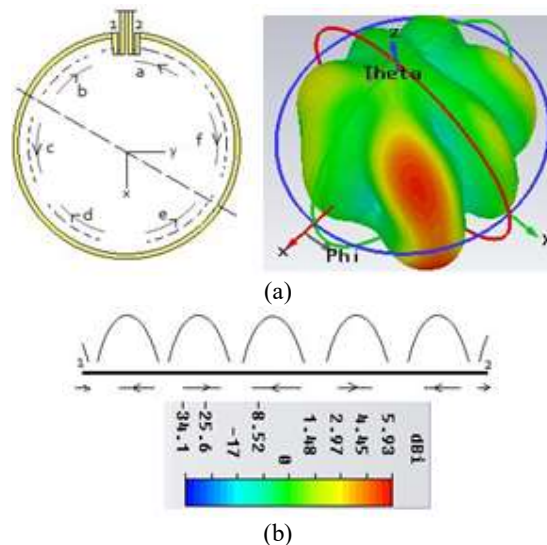 1 2
a
b
c
d
e
f
y
x
z
Theta
x
Phi
y
(a)
1 2
-34.1
-25.6
-17
-8.52
0
1.48
2.97
4.45
5.93
dBi
(b)